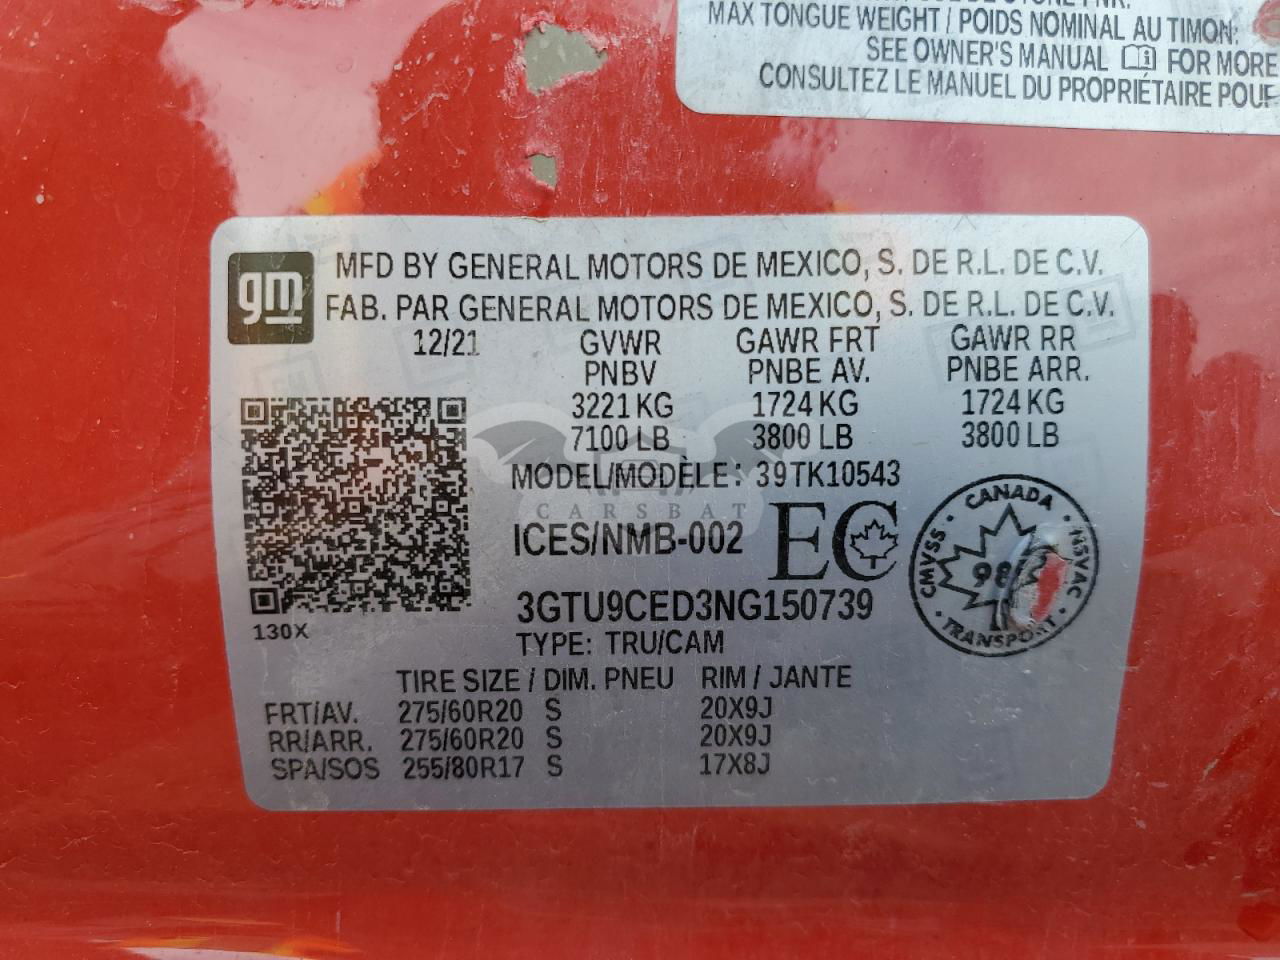 MAX TONGUE WEIGHT / POIDS NOMINAL AU TIMON:
SEE OWNER'S MANUAL FOR MORE
CONSULTEZ LE MANUEL DU PROPRIÉTAIRE POUR
gm
MFD BY GENERAL MOTORS DE MEXICO, S. DE R.L. DE C.V.
FAB. PAR GENERAL MOTORS DE MEXICO, S. DE R.L. DE C.V.
12/21 GVWR GAWR FRT GAWR RR
PNBV PNBE AV. PNBE ARR.
3221 KG 1724 KG 1724 KG
7100 LB 3800 LB 3800 LB
MODEL/MODÈLE: 39TK10543
CARSBAT
ICES/NMB-002 EC
3GTU9CED3NG150739
TYPE: TRU/CAM
130X
CANADA
CMVSS · NSVAC
98
TRANSPORT
TIRE SIZE / DIM. PNEU RIM / JANTE
FRT/AV. 275/60R20 S 20X9J
RR/ARR. 275/60R20 S 20X9J
SPA/SOS 255/80R17 S 17X8J